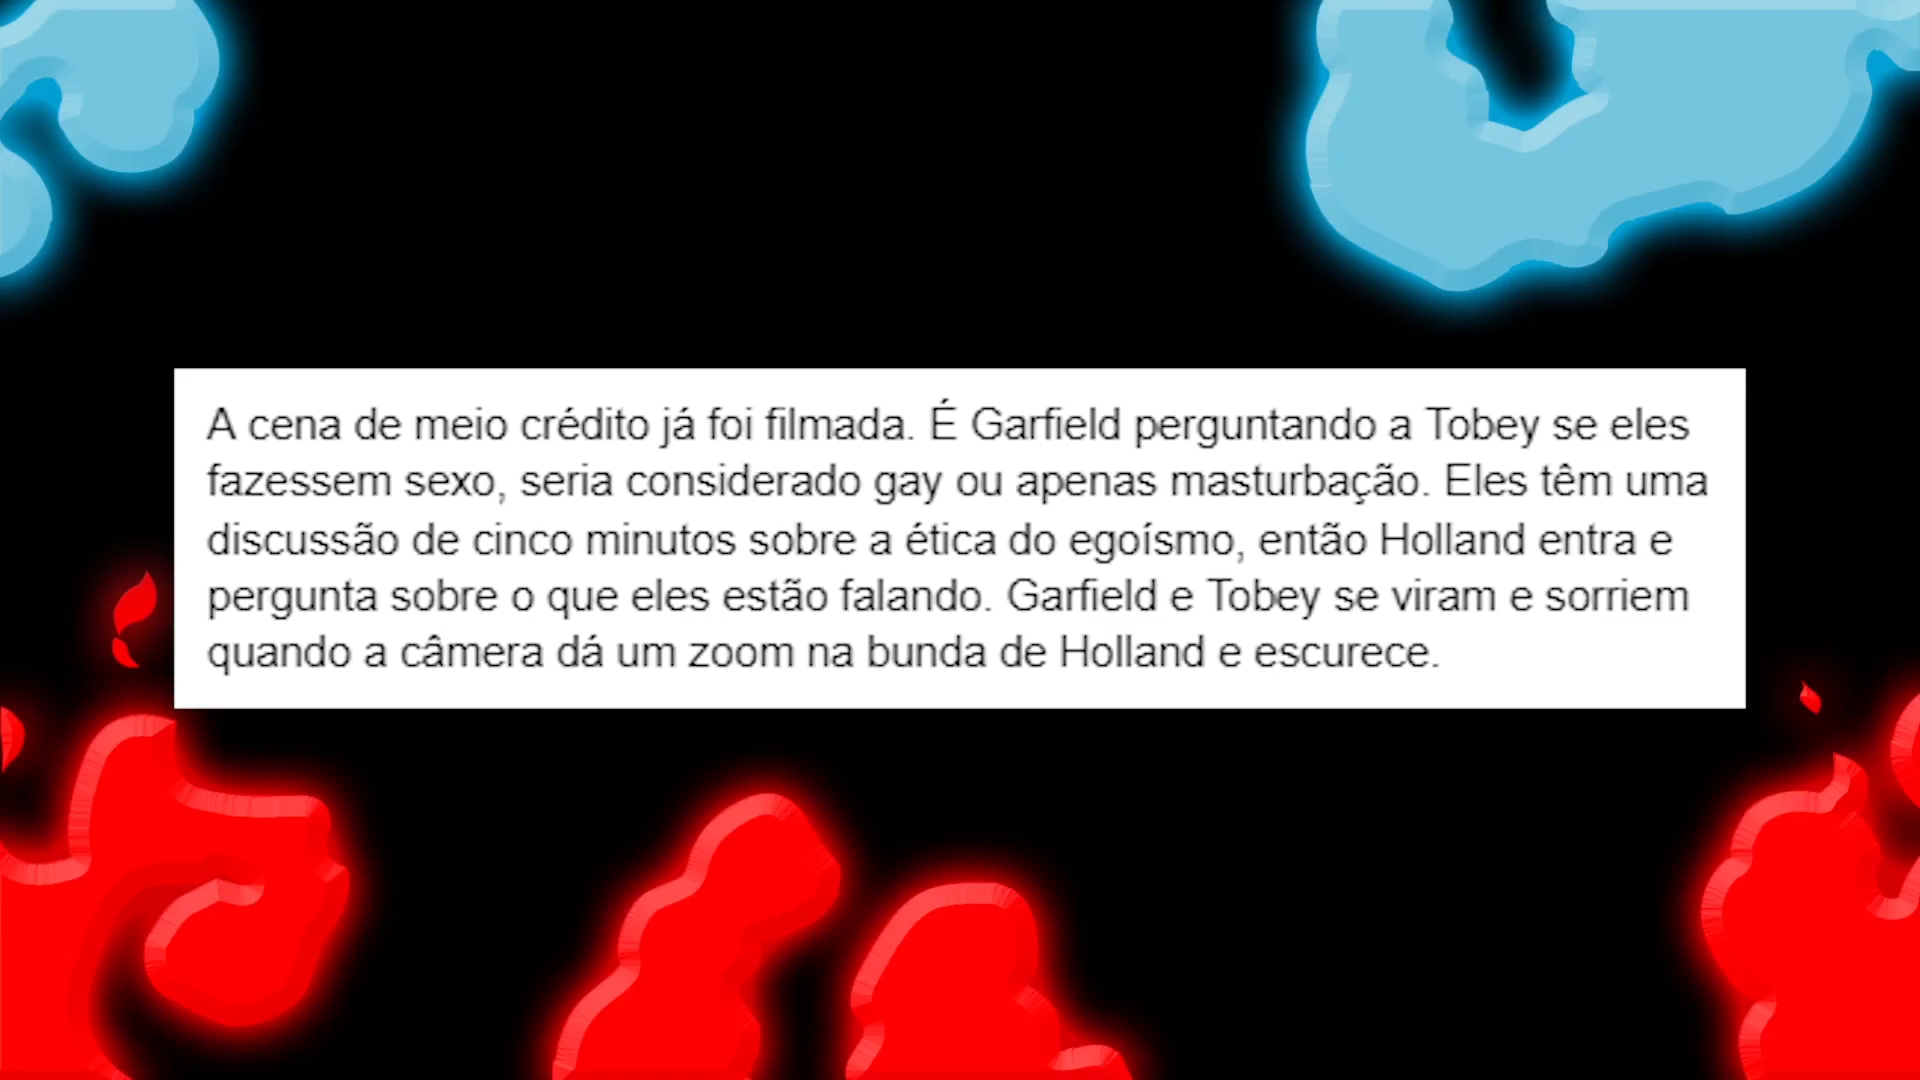 A cena de meio crédito já foi filmada. É Garfield perguntando a Tobey se eles
fazessem sexo, seria considerado gay ou apenas masturbação. Eles têm uma
discussão de cinco minutos sobre a ética do egoísmo, então Holland entra e
pergunta sobre o que eles estão falando. Garfield e Tobey se viram e sorriem
quando a câmera dá um zoom na bunda de Holland e escurece.